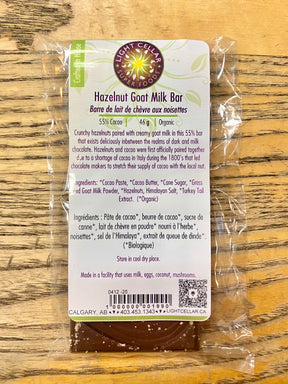 LIGHT CELLAR
SUPERFOODS
Hazelnut Goat Milk Bar
Barre de lait de chèvre aux noisettes
55% Cacao 46 g Organic
Crunchy hazelnuts paired with creamy goat milk in this 55% bar
that exists deliciously inbetween the realms of dark and milk
chocolate. Hazelnuts and cacao were first officially paired together
due to a shortage of cacao in Italy during the 1800's that led
chocolate makers to stretch their supply of cacao with the local nut.
Ingredients: *Cacao Paste, *Cacao Butter, *Cane Sugar, *Grass
Fed Goat Milk Powder, *Hazelnuts, Himalayan Salt, *Turkey Tail
Extract. (*Organic)
Ingrédients : *Pâte de cacao*, beurre de cacao*, sucre de
canne*, lait de chèvre en poudre* nourri à l'herbe*,
noisettes*, sel de l'Himalaya*, extrait de queue de dinde*.
(*Biologique)
Store in cool dry place.
Made in a facility that uses milk, eggs, coconut, mushrooms.
0412 -25
1 000000 001990
CALGARY, AB 403.453.1343 LIGHTCELLAR.CA